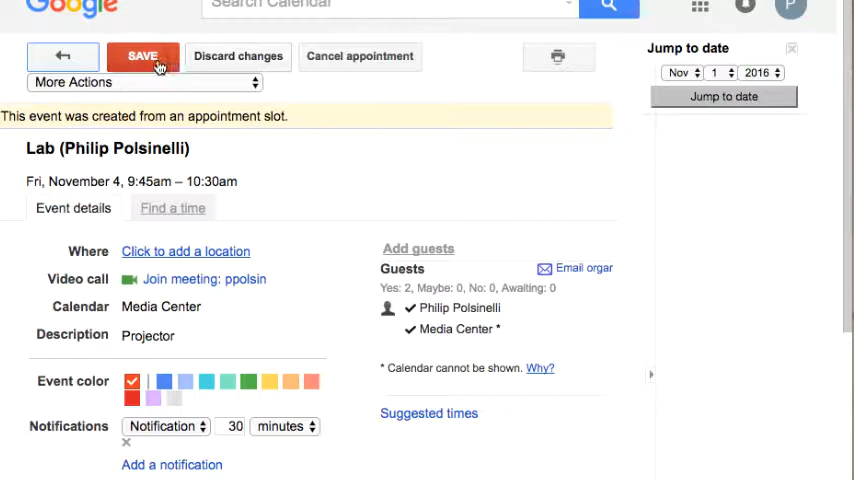 Google
Search Calendar
P
SAVE
Discard changes
Cancel appointment
More Actions
Jump to date
Nov 1 2016
Jump to date
This event was created from an appointment slot.
Lab (Philip Polsinelli)
Fri, November 4, 9:45am – 10:30am
Event details
Find a time
Where Click to add a location
Video call Join meeting: ppolsin
Calendar Media Center
Description Projector
Event color
Notifications Notification 30 minutes
Add a notification
Add guests
Guests
Email orgar
Yes: 2, Maybe: 0, No: 0, Awaiting: 0
Philip Polsinelli
Media Center *
* Calendar cannot be shown. Why?
Suggested times